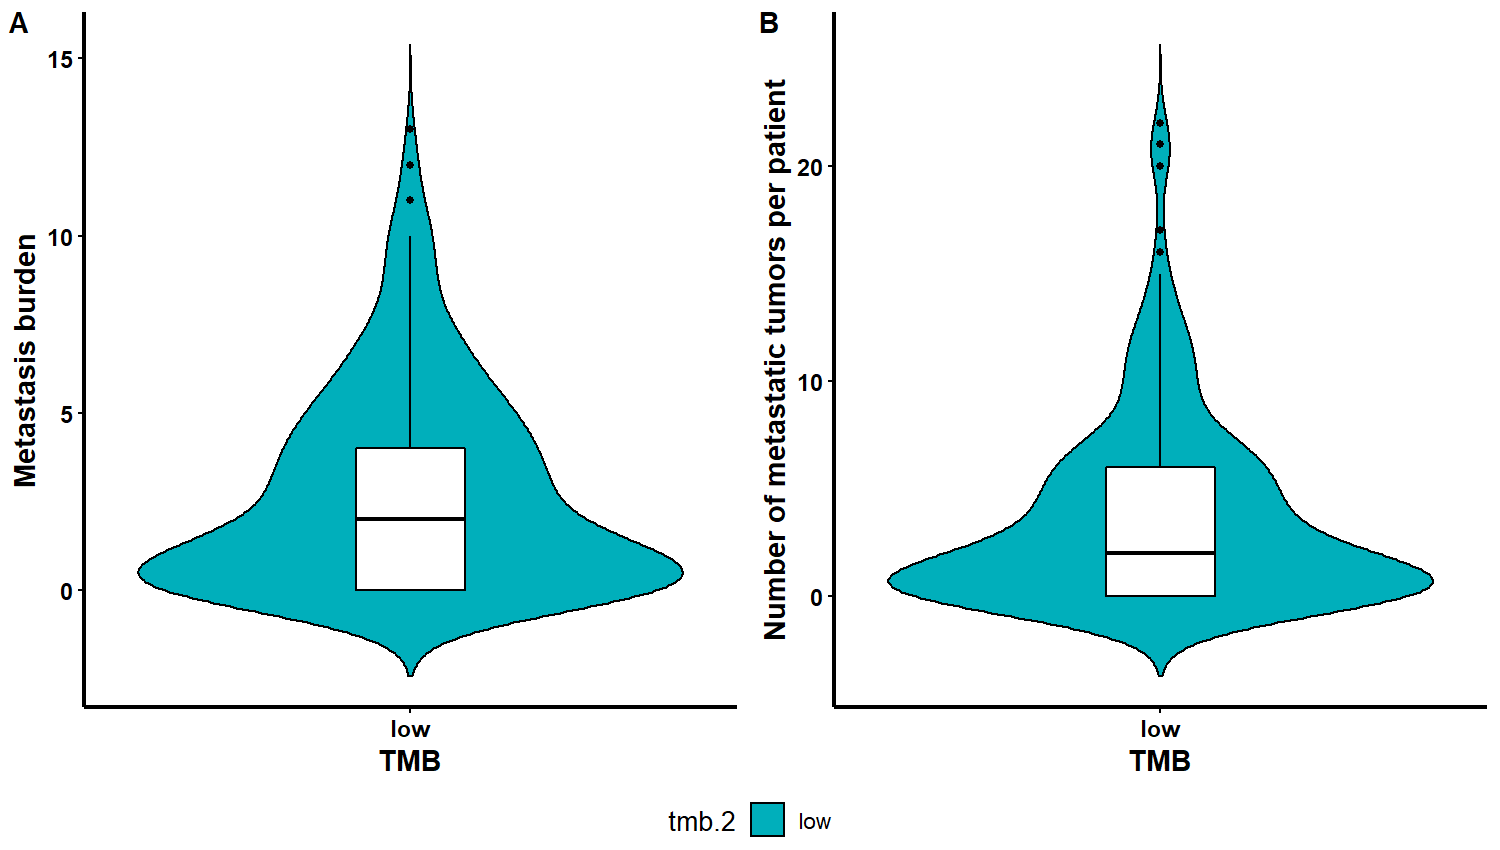 A
Metastasis burden
15
10
5
0
low
TMB
B
Number of metastatic tumors per patient
20
10
0
low
TMB
tmb.2 low